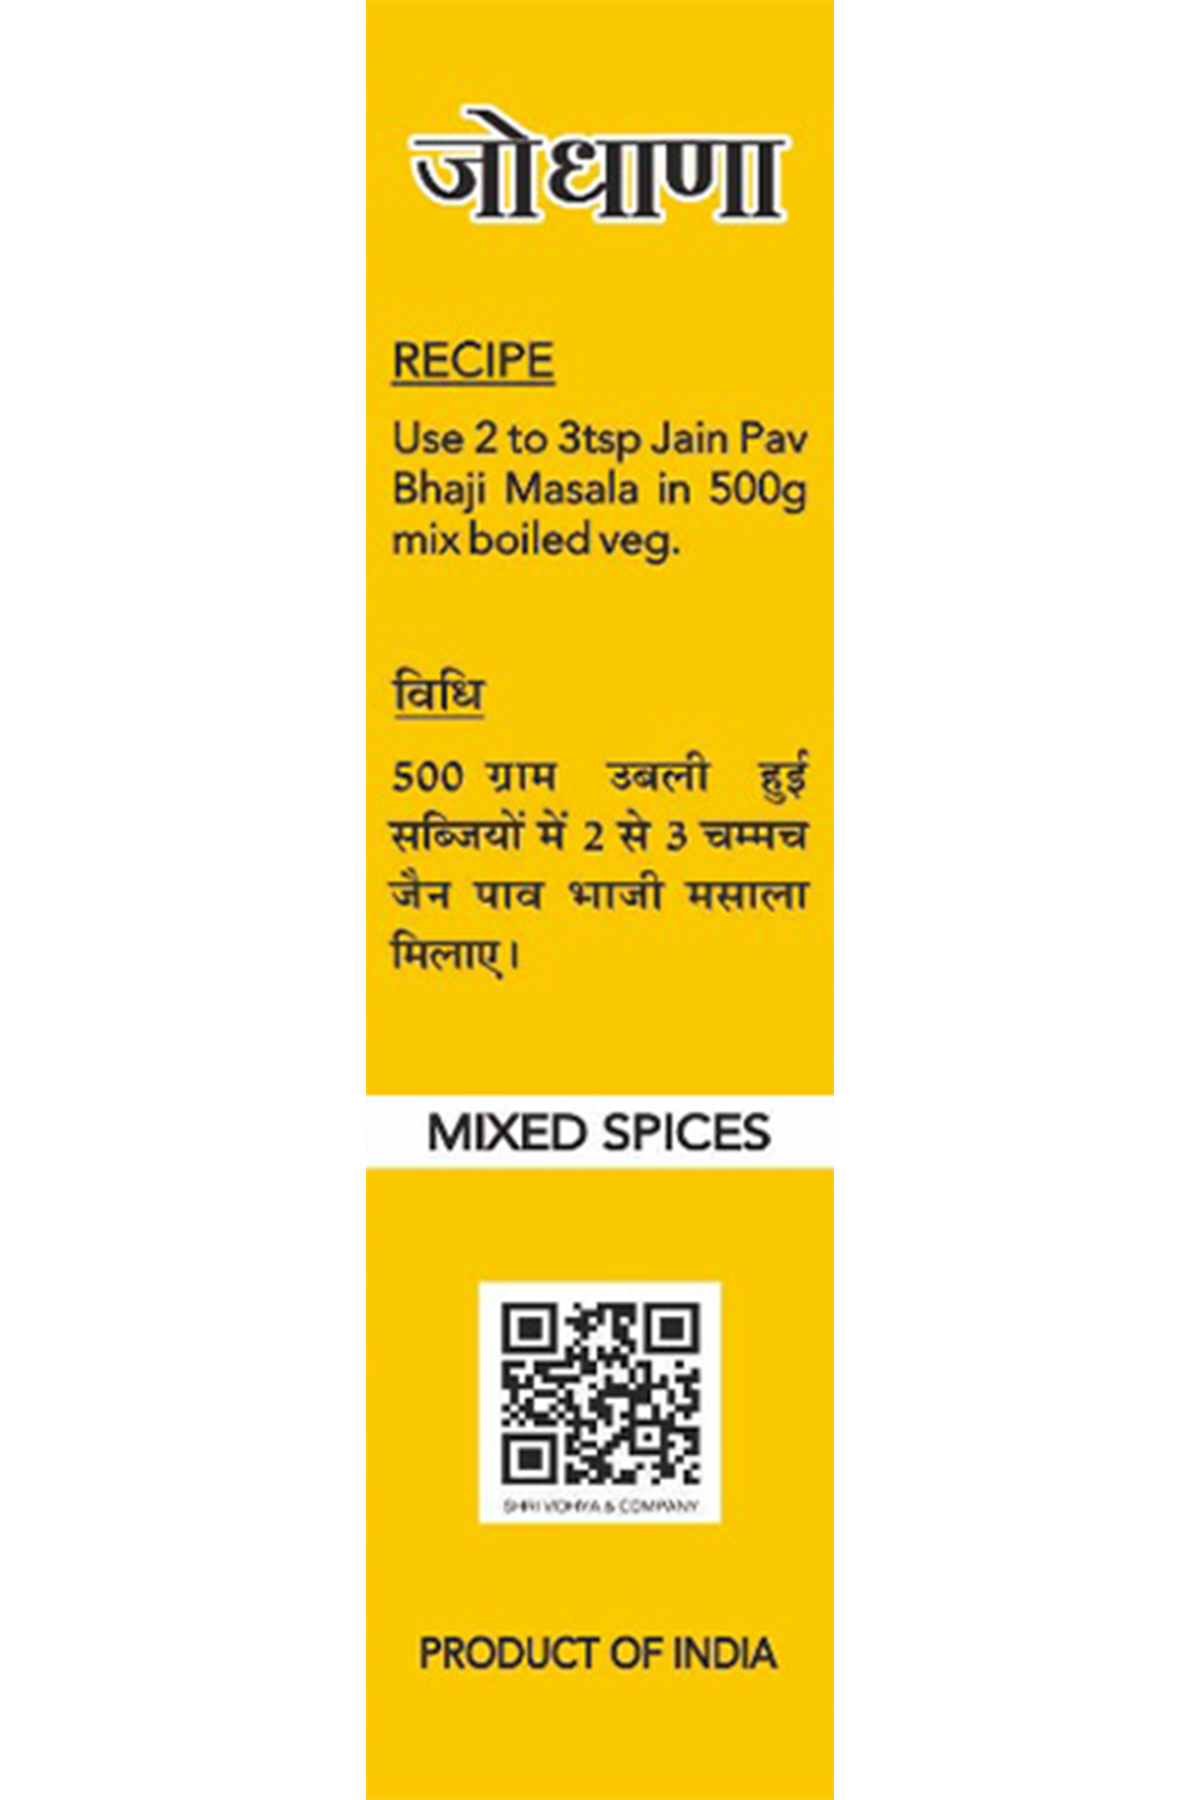 जोधाणा
RECIPE
Use 2 to 3tsp Jain Pav
Bhaji Masala in 500g
mix boiled veg.
विधि
500 ग्राम उबली हुई
सब्जियों में 2 से 3 चम्मच
जैन पाव भाजी मसाला
मिलाए।
MIXED SPICES
SHRI VIDHYA & COMPANY
PRODUCT OF INDIA